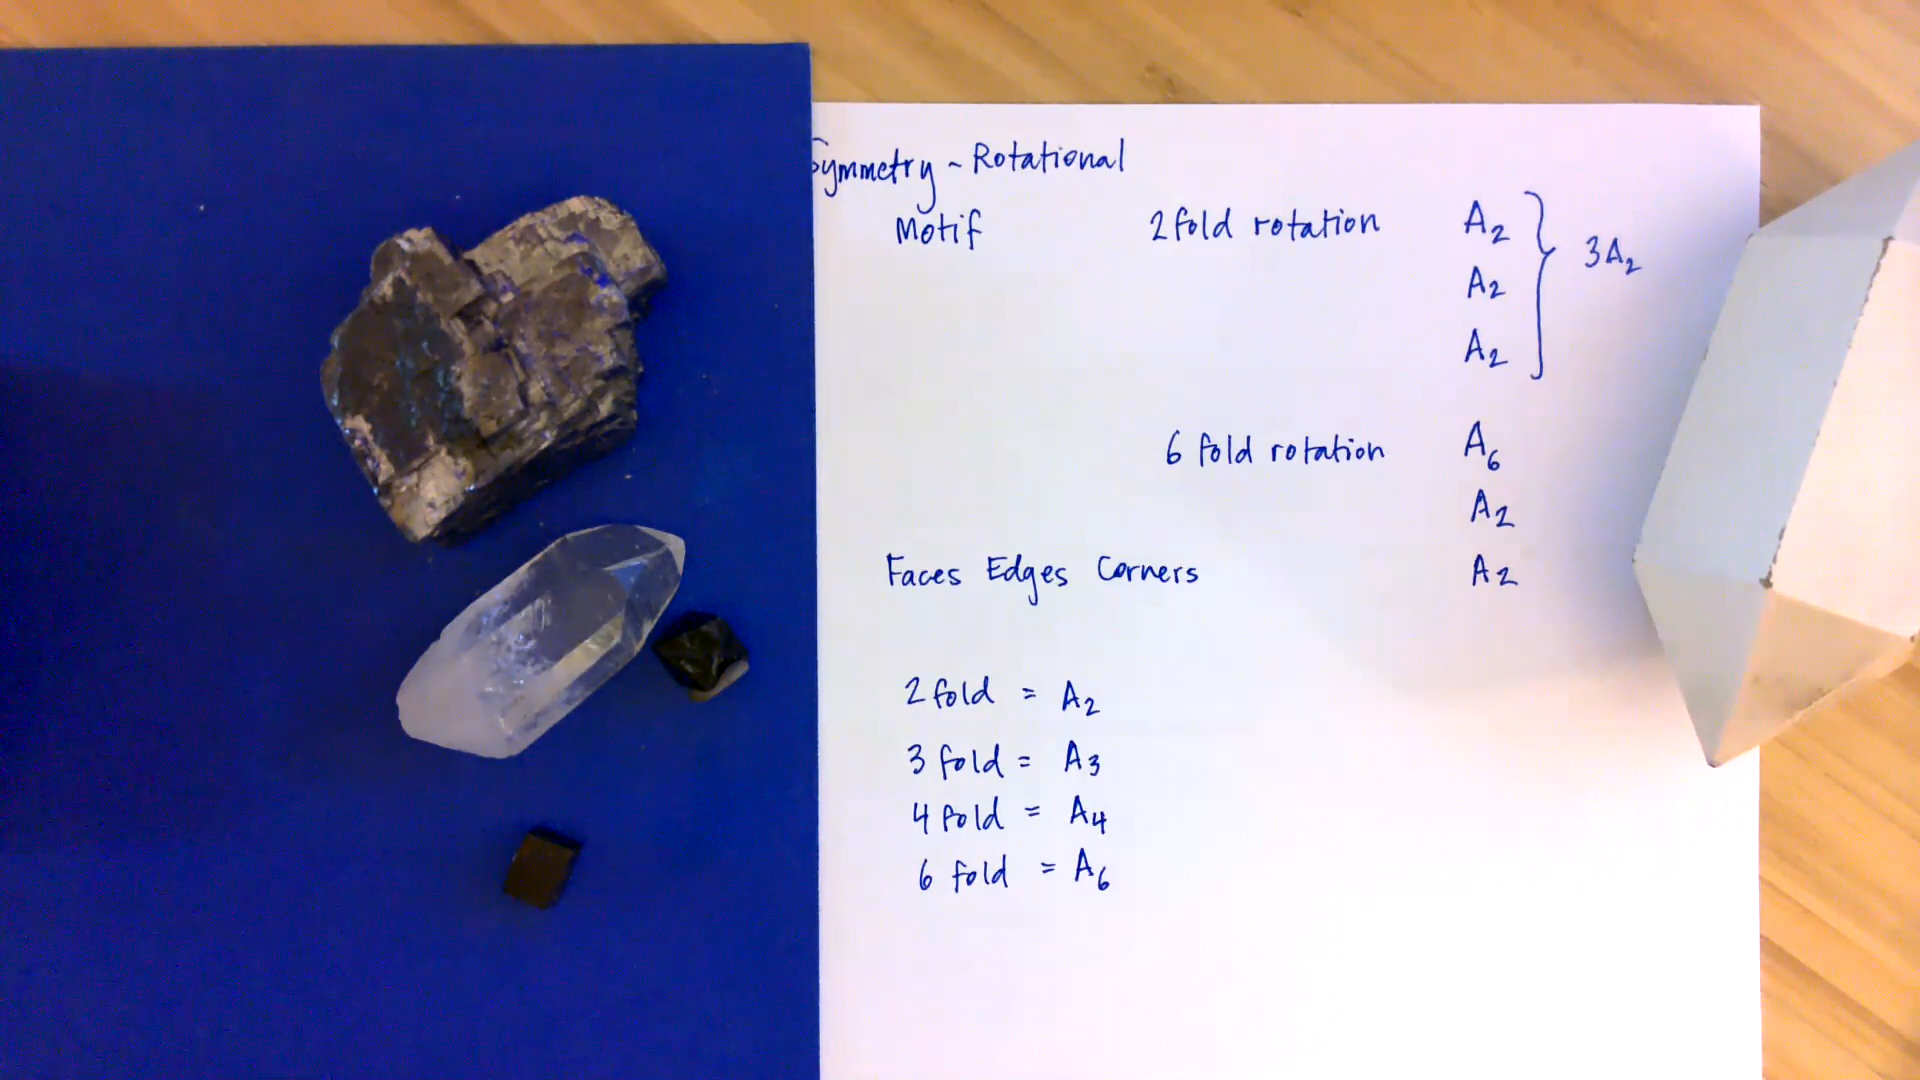 Symmetry ~ Rotational
Motif 2 fold rotation A2
3A2
A2
A2
6 fold rotation A6
A2
Faces Edges Corners A2
2 fold = A2
3 fold = A3
4 fold = A4
6 fold = A6